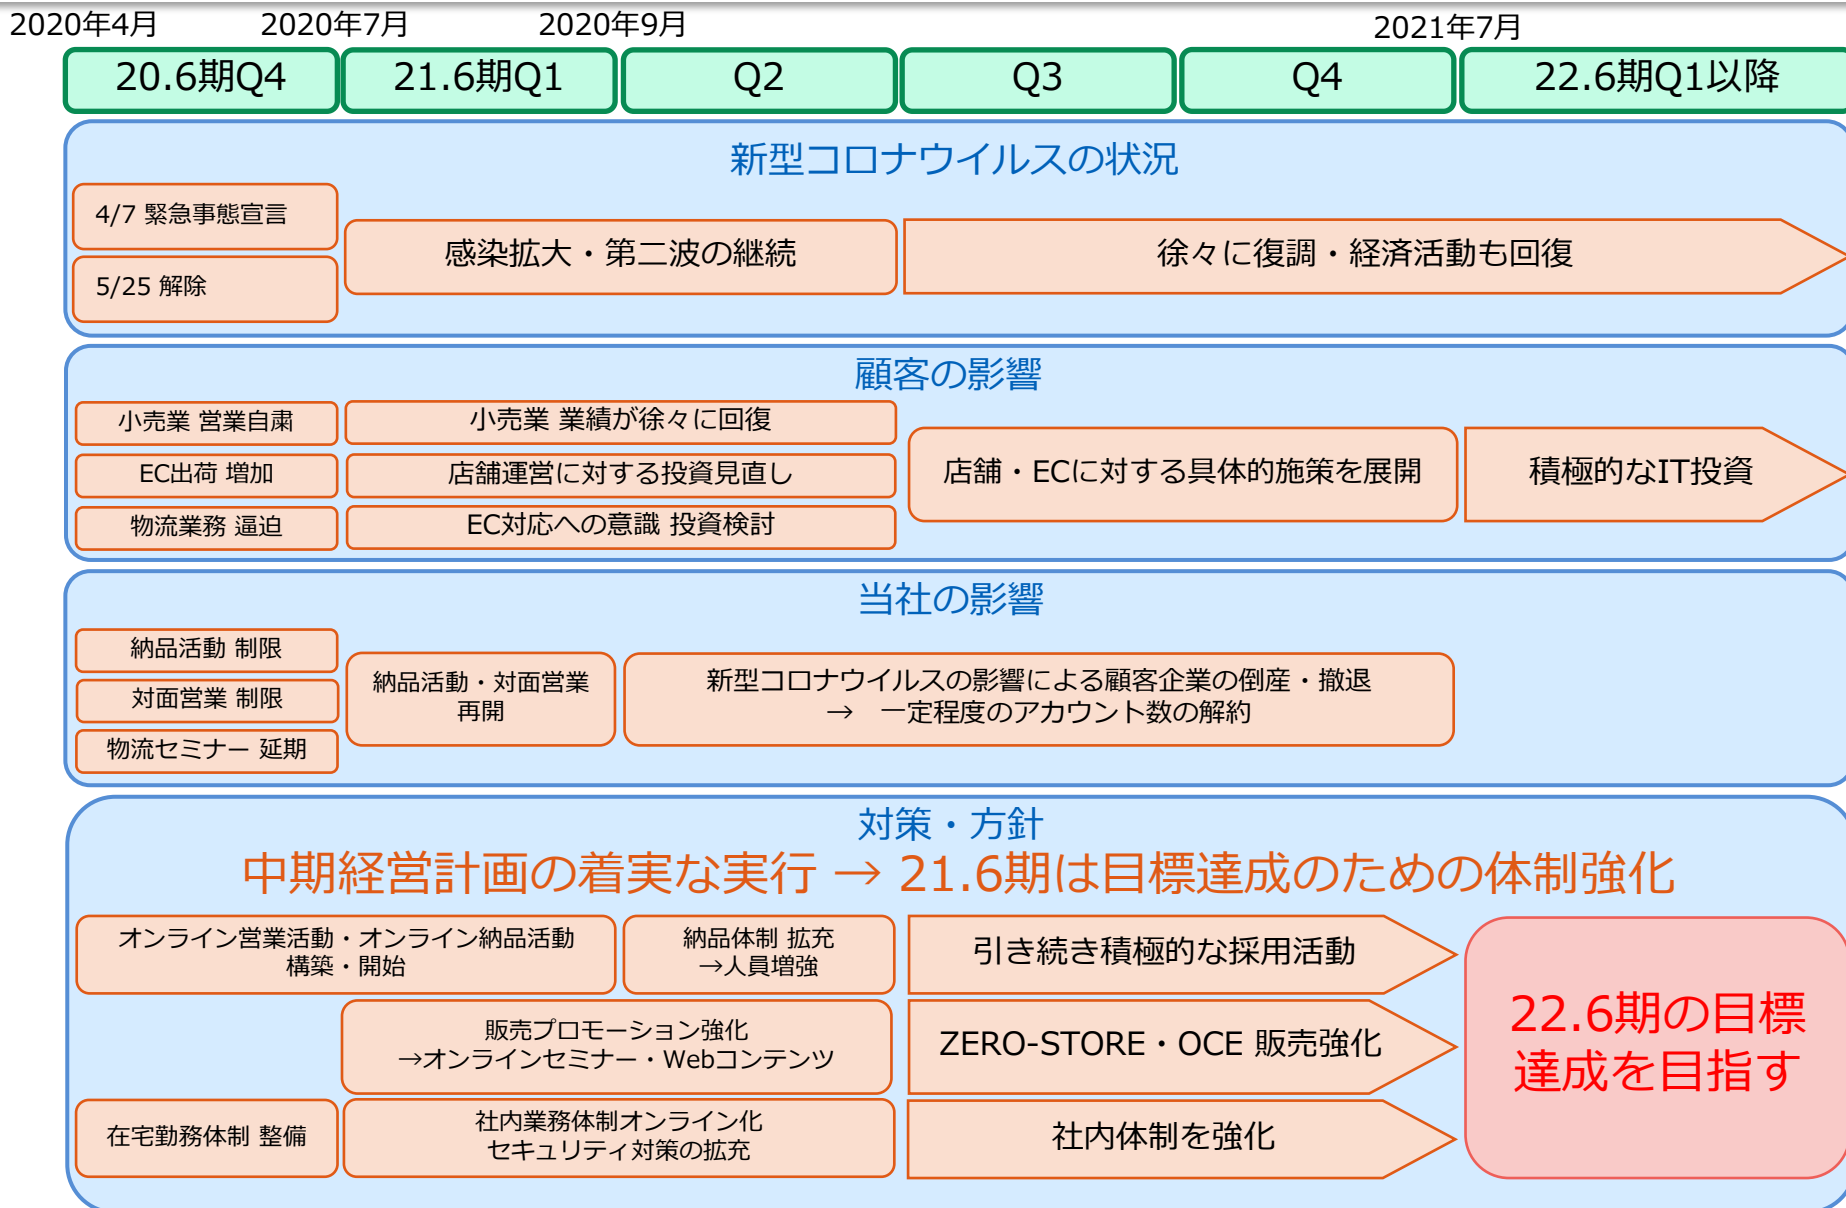 2020年4月
2020年7月
2020年9月
2021年7月
20.6期Q4
21.6期Q1
Q2
Q3
Q4
22.6期Q1以降
新型コロナウイルスの状況
4/7 緊急事態宣言
5/25 解除
感染拡大・第二波の継続
徐々に復調・経済活動も回復
顧客の影響
小売業 営業自粛
EC出荷 増加
物流業務 逼迫
小売業 業績が徐々に回復
店舗運営に対する投資見直し
EC対応への意識 投資検討
店舗・ECに対する具体的施策を展開
積極的なIT投資
当社の影響
納品活動 制限
対面営業 制限
物流セミナー 延期
納品活動・対面営業
再開
新型コロナウイルスの影響による顧客企業の倒産・撤退
→　一定程度のアカウント数の解約
対策・方針
中期経営計画の着実な実行 → 21.6期は目標達成のための体制強化
オンライン営業活動・オンライン納品活動
構築・開始
納品体制 拡充
→人員増強
引き続き積極的な採用活動
販売プロモーション強化
→オンラインセミナー・Webコンテンツ
ZERO-STORE・OCE 販売強化
在宅勤務体制 整備
社内業務体制オンライン化
セキュリティ対策の拡充
社内体制を強化
22.6期の目標
達成を目指す